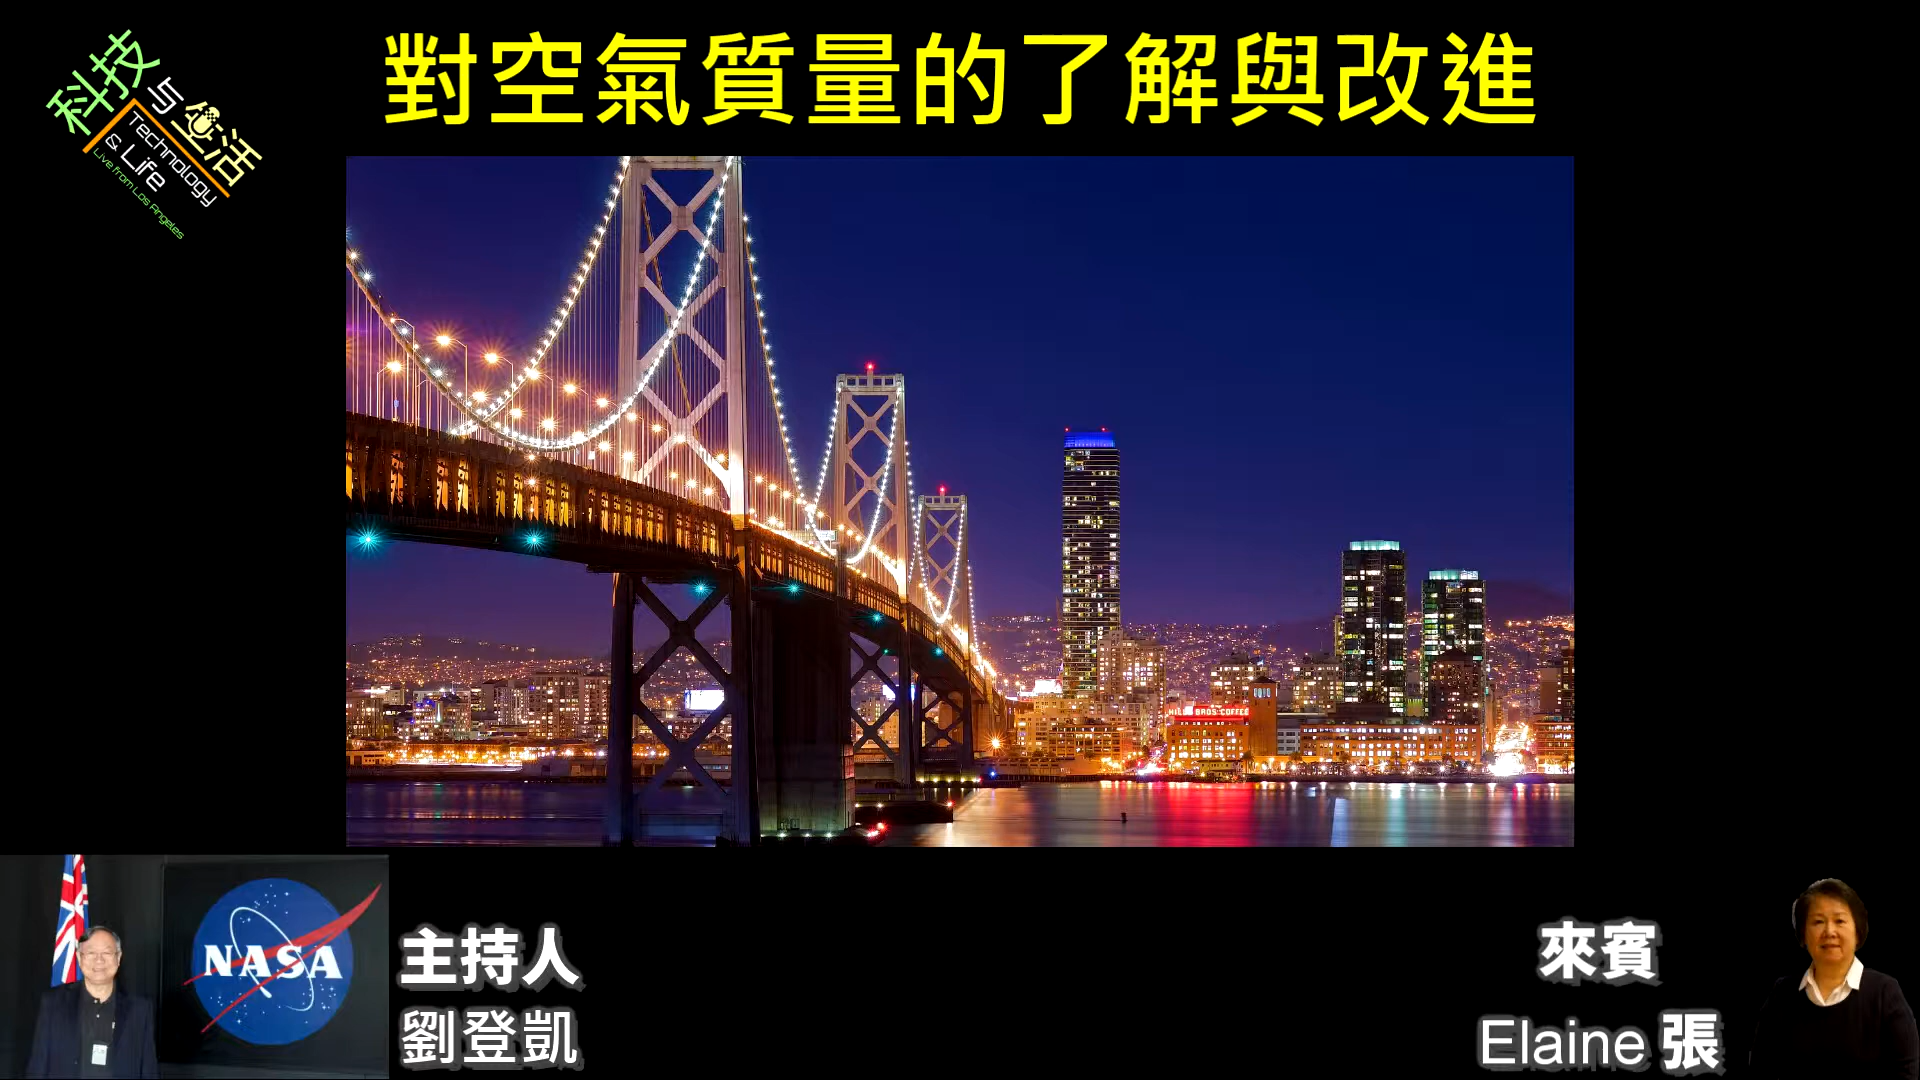 對空氣質量的了解與改進
科技与生活
Technology
& Life
Live from Los Angeles
HILLS BROS COFFEE
NASA
主持人
劉登凱
來賓
Elaine 張